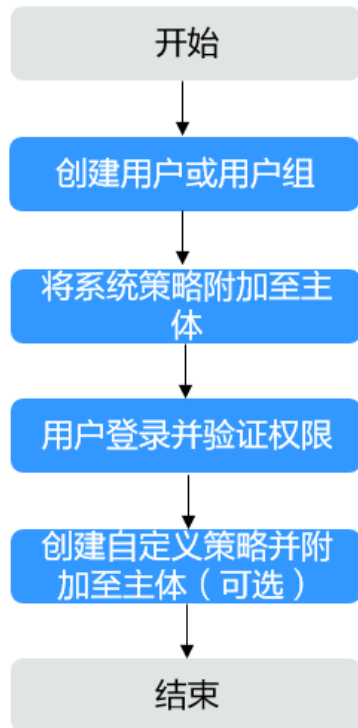 开始
创建用户或用户组
将系统策略附加至主
体
用户登录并验证权限
创建自定义策略并附
加至主体（可选）
结束